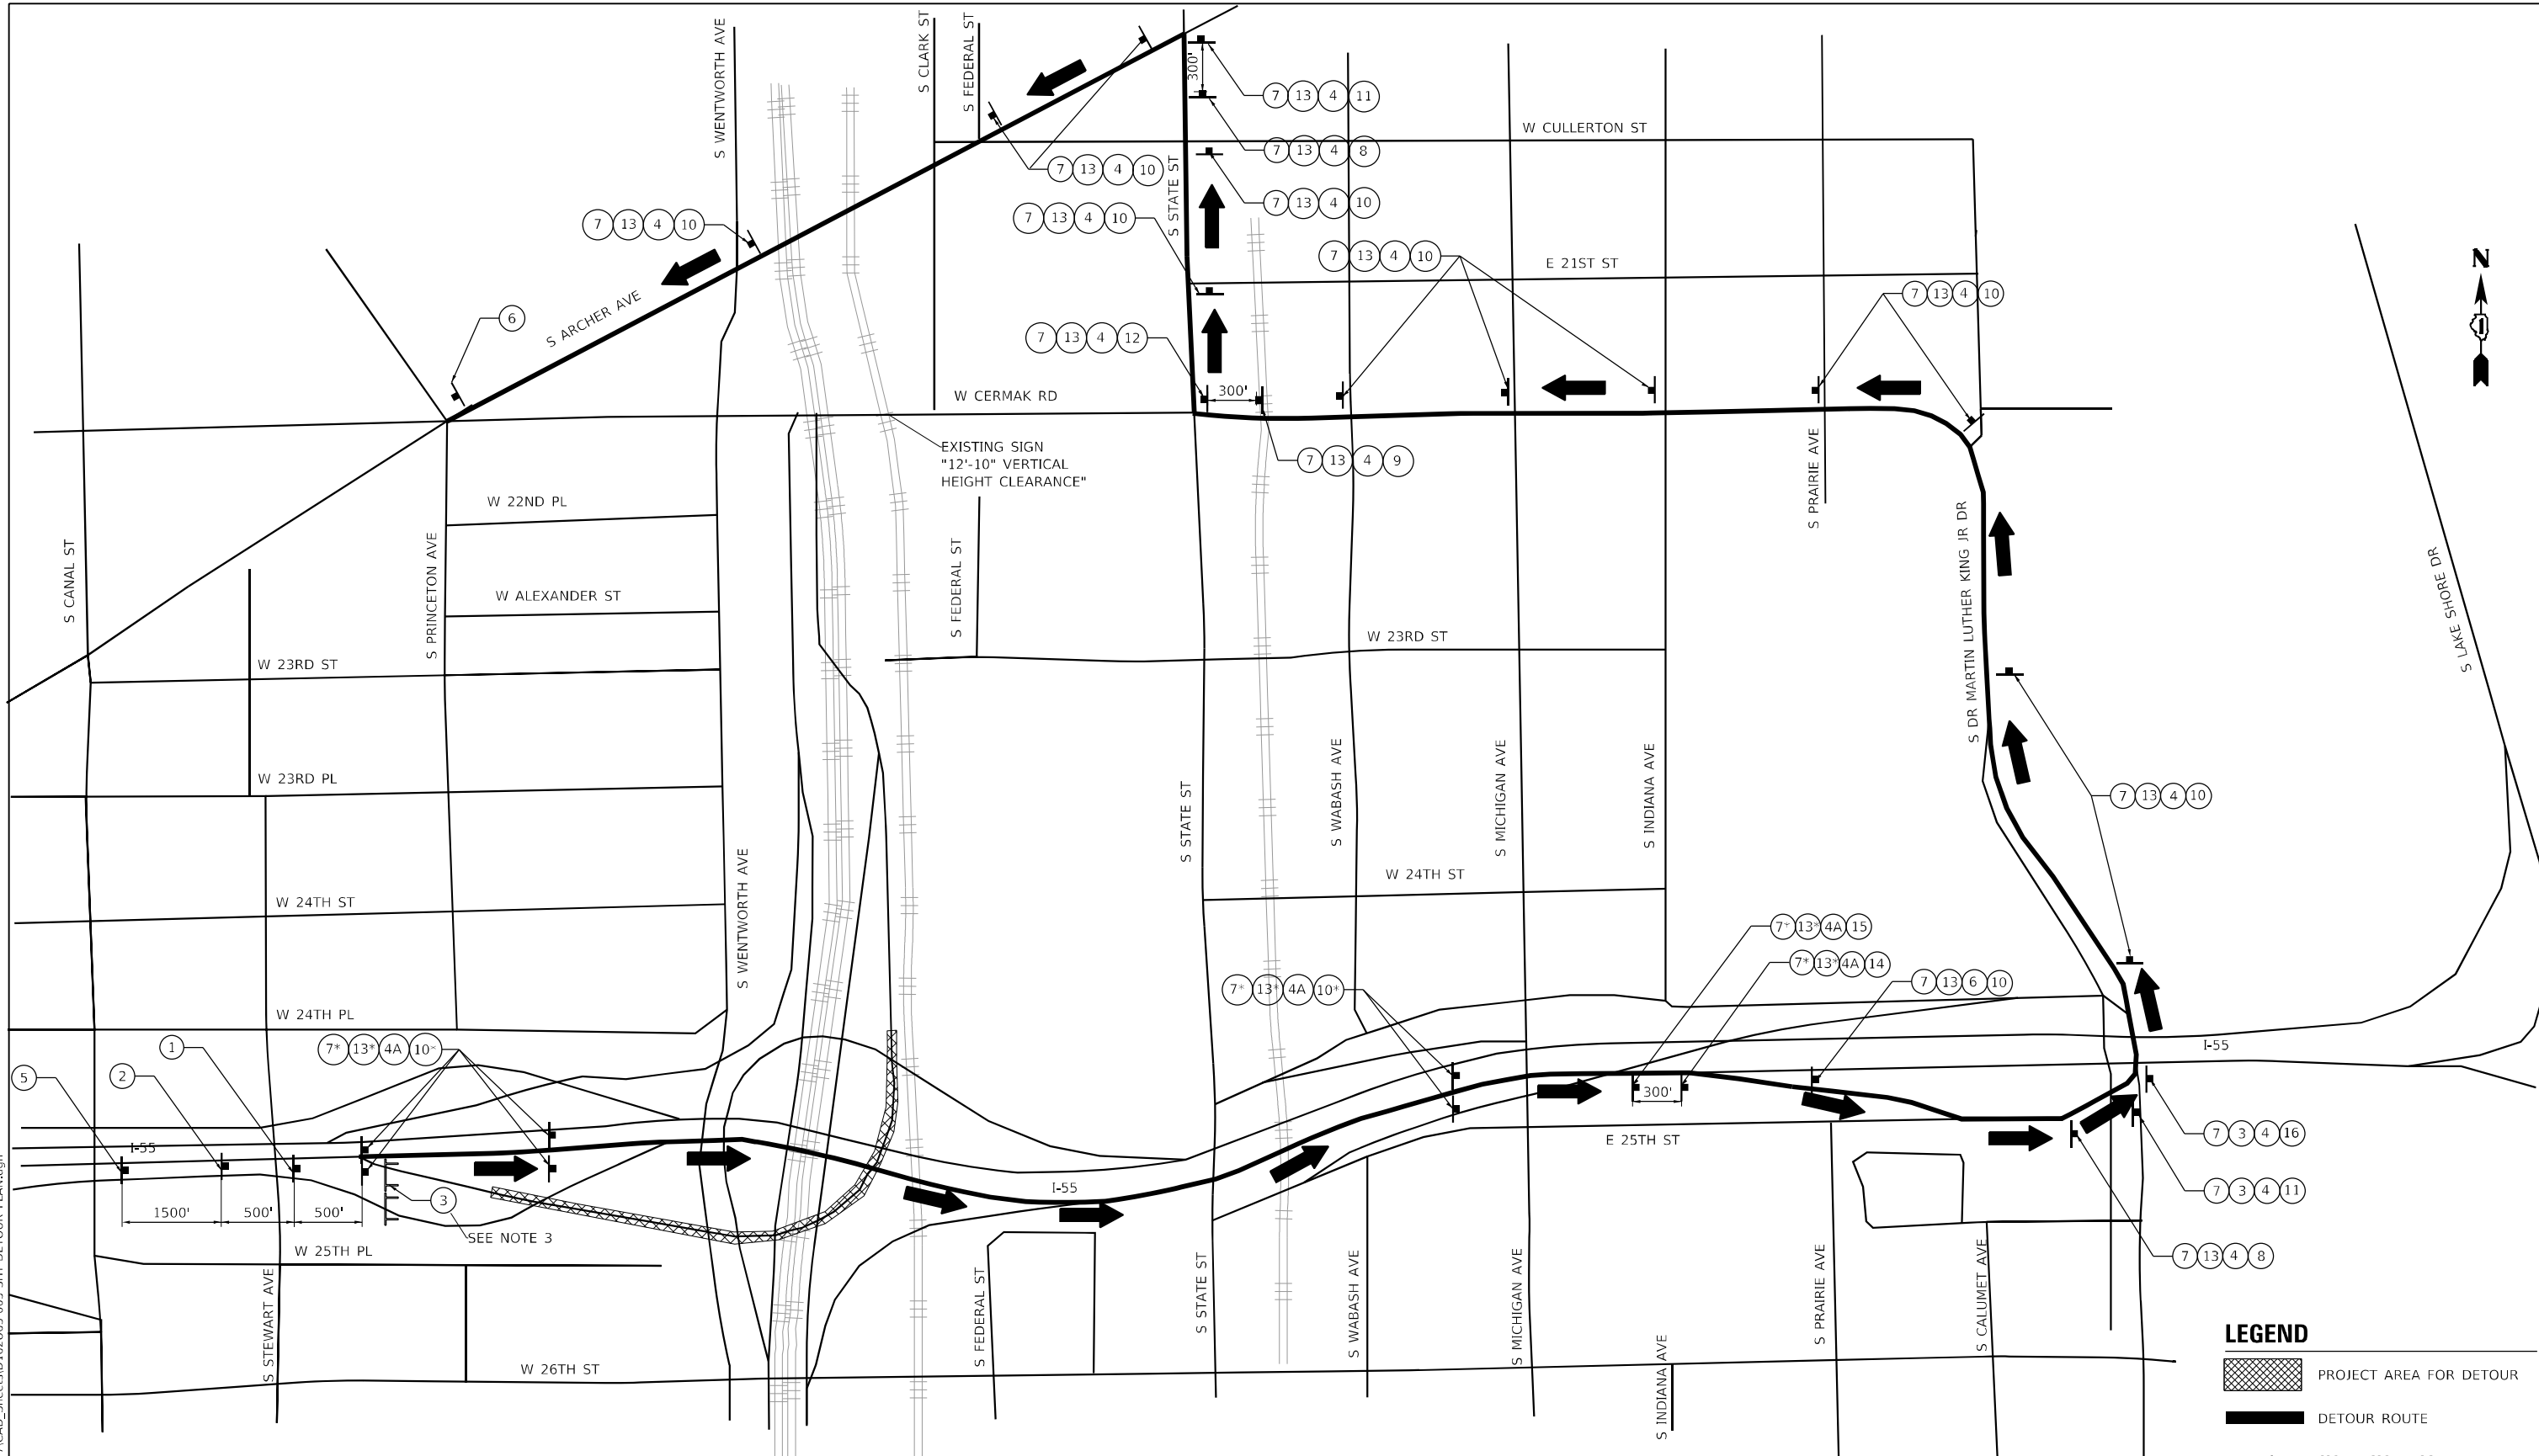 S WENTWORTH AVE
S CLARK ST
S FEDERAL ST
300'
7 13 4 11
W CULLERTON ST
7 13 4 8
7 13 4 10
S STATE ST
7 13 4 10
7 13 4 10
7 13 4 10
7 13 4 10
E 21ST ST
7 13 4 10
N
6
S ARCHER AVE
7 13 4 12
300'
W CERMAK RD
EXISTING SIGN
"12'-10" VERTICAL
HEIGHT CLEARANCE"
7 13 4 9
S PRAIRIE AVE
W 22ND PL
S CANAL ST
S PRINCETON AVE
W ALEXANDER ST
S FEDERAL ST
S DR MARTIN LUTHER KING JR DR
S LAKE SHORE DR
W 23RD ST
W 23RD ST
W 23RD PL
S STATE ST
S WABASH AVE
S MICHIGAN AVE
S INDIANA AVE
7 13 4 10
W 24TH ST
W 24TH ST
S WENTWORTH AVE
7* 13* 4A 15
7* 13* 4A 14
7* 13* 4A 10*
7 13 6 10
W 24TH PL
1
7* 13* 4A 10*
5
2
I-55
I-55
300'
7 3 4 16
E 25TH ST
I-55
3
7 3 4 11
1500'
500'
500'
SEE NOTE 3
W 25TH PL
7 13 4 8
S STEWART AVE
S FEDERAL ST
S STATE ST
S WABASH AVE
S MICHIGAN AVE
S INDIANA AVE
S PRAIRIE AVE
S CALUMET AVE
W 26TH ST
LEGEND
PROJECT AREA FOR DETOUR
DETOUR ROUTE